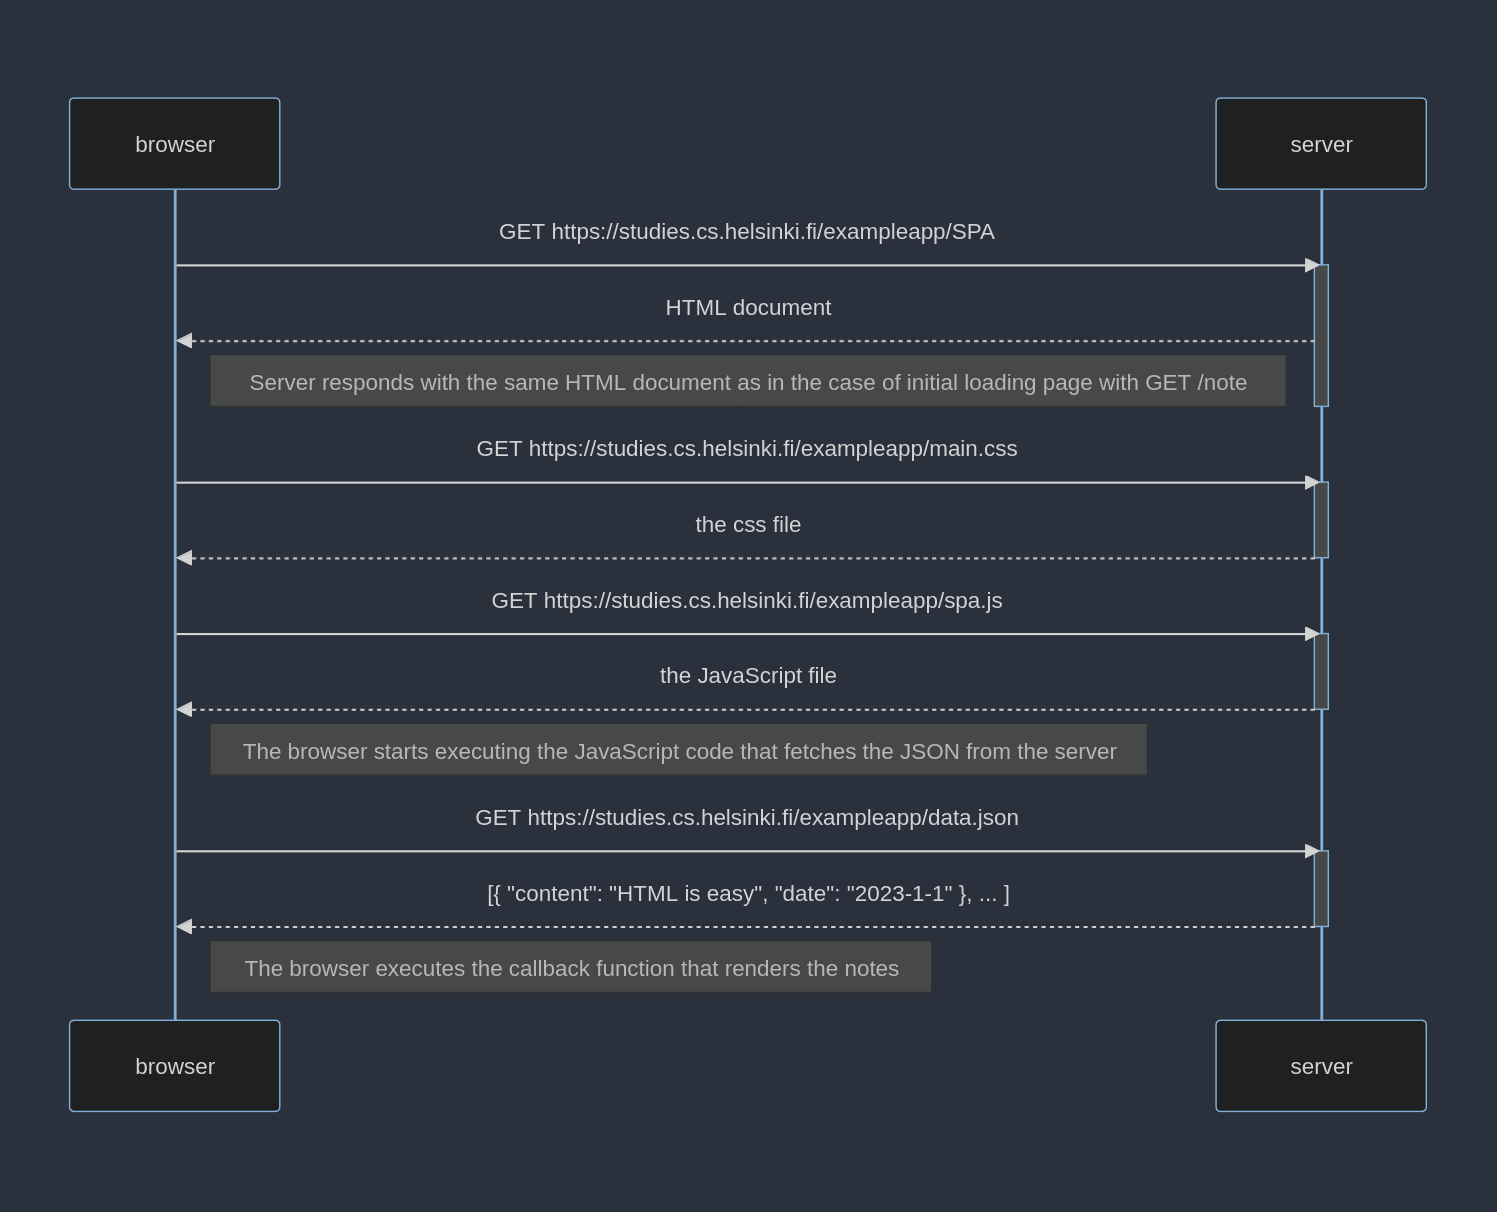 browser
server
GET https://studies.cs.helsinki.fi/exampleapp/SPA
HTML document
Server responds with the same HTML document as in the case of initial loading page with GET /note
GET https://studies.cs.helsinki.fi/exampleapp/main.css
the css file
GET https://studies.cs.helsinki.fi/exampleapp/spa.js
the JavaScript file
The browser starts executing the JavaScript code that fetches the JSON from the server
GET https://studies.cs.helsinki.fi/exampleapp/data.json
[{ "content": "HTML is easy", "date": "2023-1-1" }, ... ]
The browser executes the callback function that renders the notes
browser
server